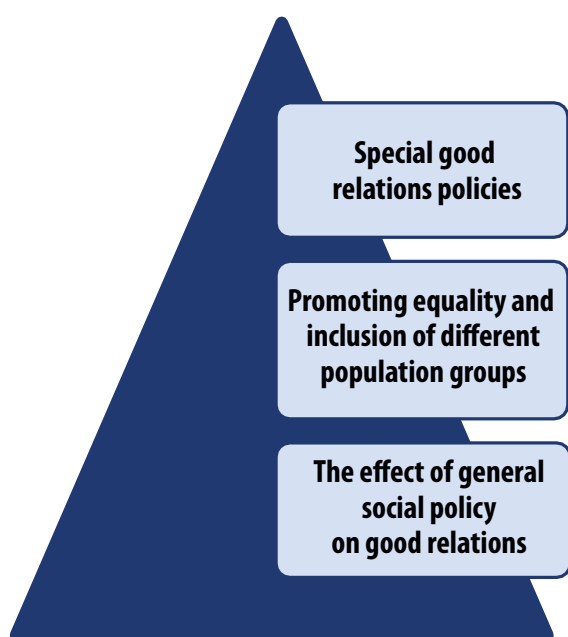 Special good
relations policies
Promoting equality and
inclusion of different
population groups
The effect of general
social policy
on good relations